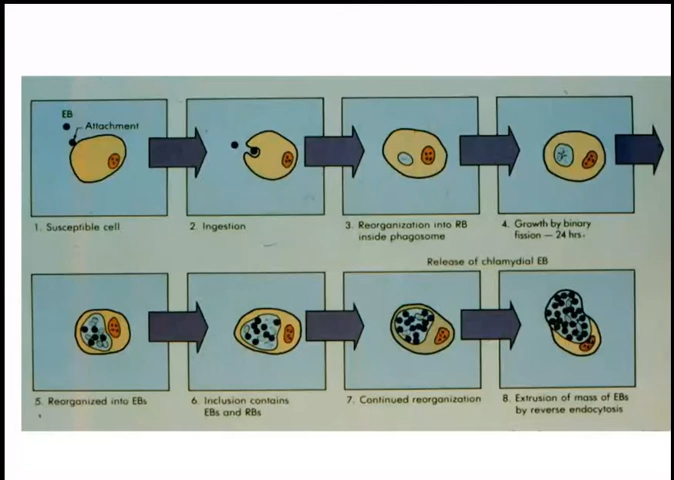 EB
Attachment
1. Susceptible cell
2. Ingestion
3. Reorganization into RB
inside phagosome
4. Growth by binary
fission — 24 hrs.
Release of chlamydial EB
5. Reorganized into EBs
6. Inclusion contains
EBs and RBs
7. Continued reorganization
8. Extrusion of mass of EBs
by reverse endocytosis